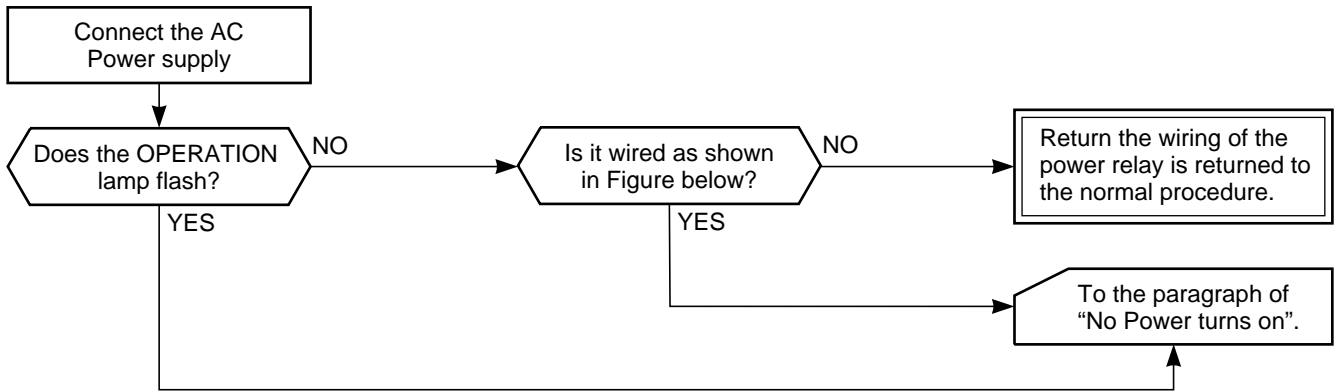 Connect the AC
Power supply
Does the OPERATION
lamp flash?
NO
YES
Is it wired as shown
in Figure below?
NO
YES
Return the wiring of the
power relay is returned to
the normal procedure.
To the paragraph of
“No Power turns on”.